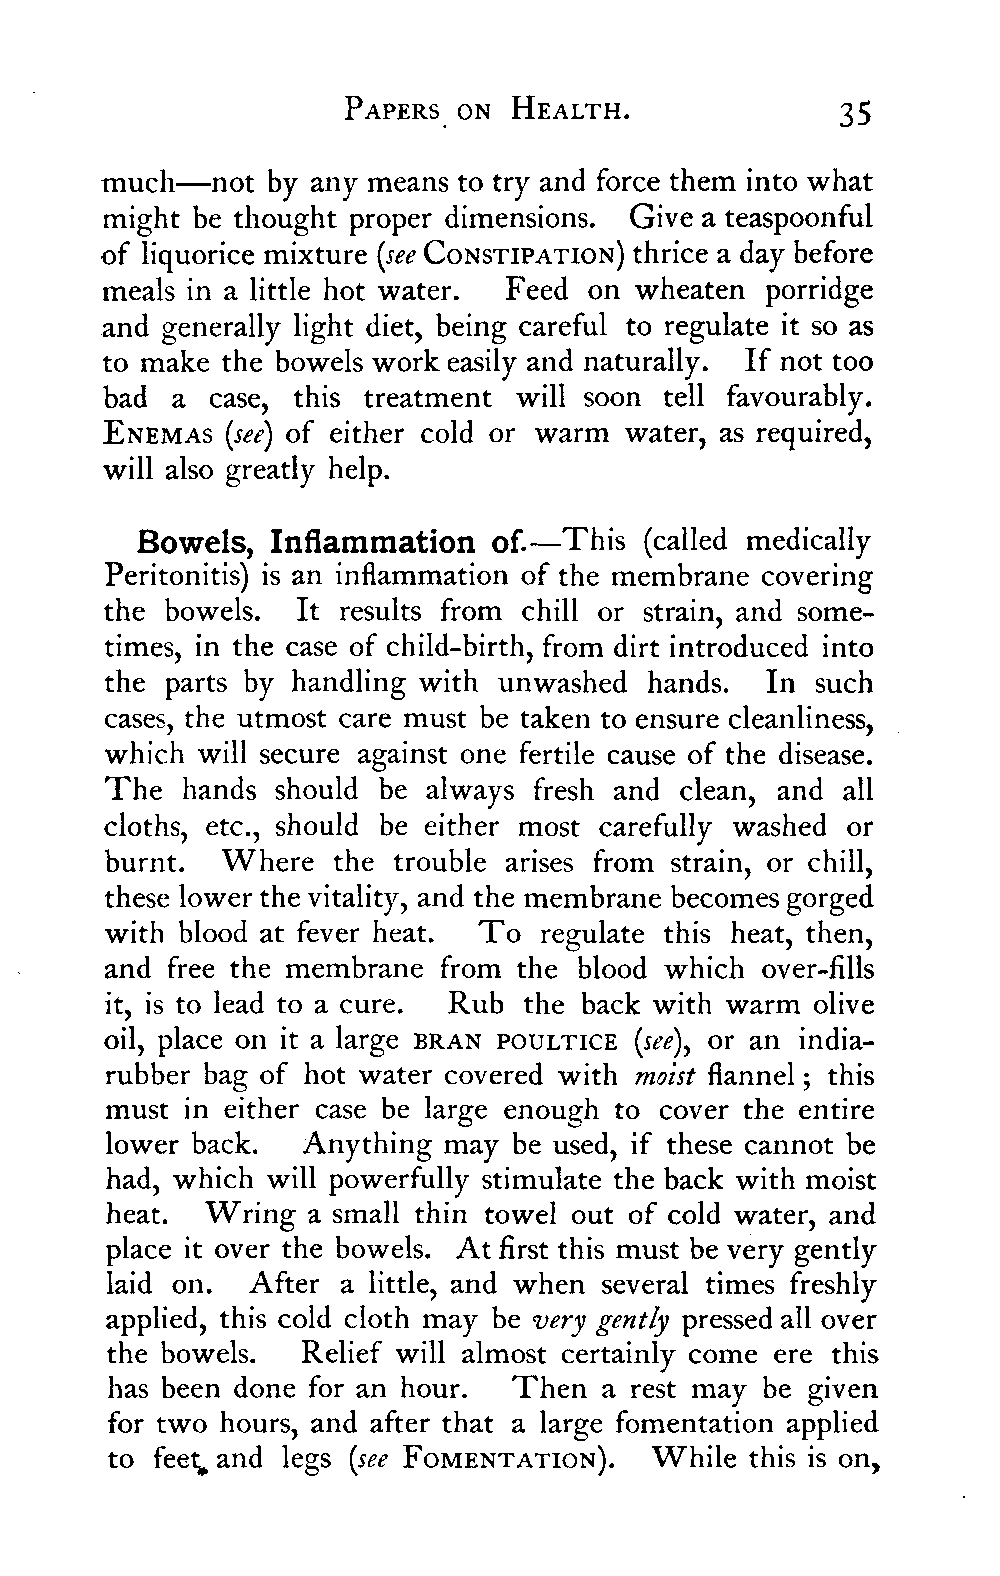 PAPERS ON HEALTH. 35
much—not by any means to try and force them into what
might be thought proper dimensions. Give a teaspoonful
of liquorice mixture (see CONSTIPATION) thrice a day before
meals in a little hot water. Feed on wheaten porridge
and generally light diet, being careful to regulate it so as
to make the bowels work easily and naturally. If not too
bad a case, this treatment will soon tell favourably.
ENEMAS (see) of either cold or warm water, as required,
will also greatly help.
Bowels, Inflammation of.—This (called medically
Peritonitis) is an inflammation of the membrane covering
the bowels. It results from chill or strain, and some-
times, in the case of child-birth, from dirt introduced into
the parts by handling with unwashed hands. In such
cases, the utmost care must be taken to ensure cleanliness,
which will secure against one fertile cause of the disease.
The hands should be always fresh and clean, and all
cloths, etc., should be either most carefully washed or
burnt. Where the trouble arises from strain, or chill,
these lower the vitality, and the membrane becomes gorged
with blood at fever heat. To regulate this heat, then,
and free the membrane from the blood which over-fills
it, is to lead to a cure. Rub the back with warm olive
oil, place on it a large BRAN POULTICE (see), or an india-
rubber bag of hot water covered with moist flannel; this
must in either case be large enough to cover the entire
lower back. Anything may be used, if these cannot be
had, which will powerfully stimulate the back with moist
heat. Wring a small thin towel out of cold water, and
place it over the bowels. At first this must be very gently
laid on. After a little, and when several times freshly
applied, this cold cloth may be very gently pressed all over
the bowels. Relief will almost certainly come ere this
has been done for an hour. Then a rest may be given
for two hours, and after that a large fomentation applied
to feet, and legs (see FOMENTATION). While this is on,